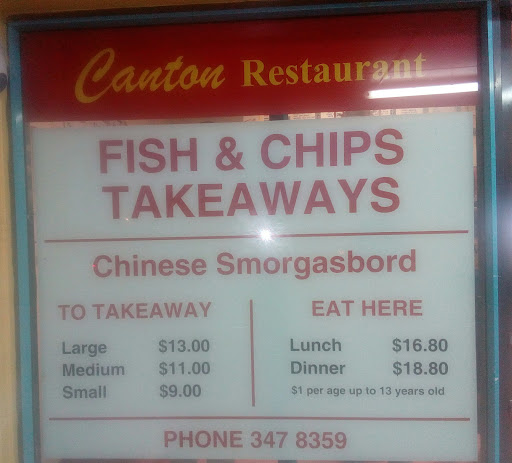 Canton Restaurant
FISH & CHIPS
TAKEAWAYS
Chinese Smorgasbord
TO TAKEAWAY
Large $13.00
Medium $11.00
Small $9.00
EAT HERE
Lunch $16.80
Dinner $18.80
$1 per age up to 13 years old
PHONE 347 8359